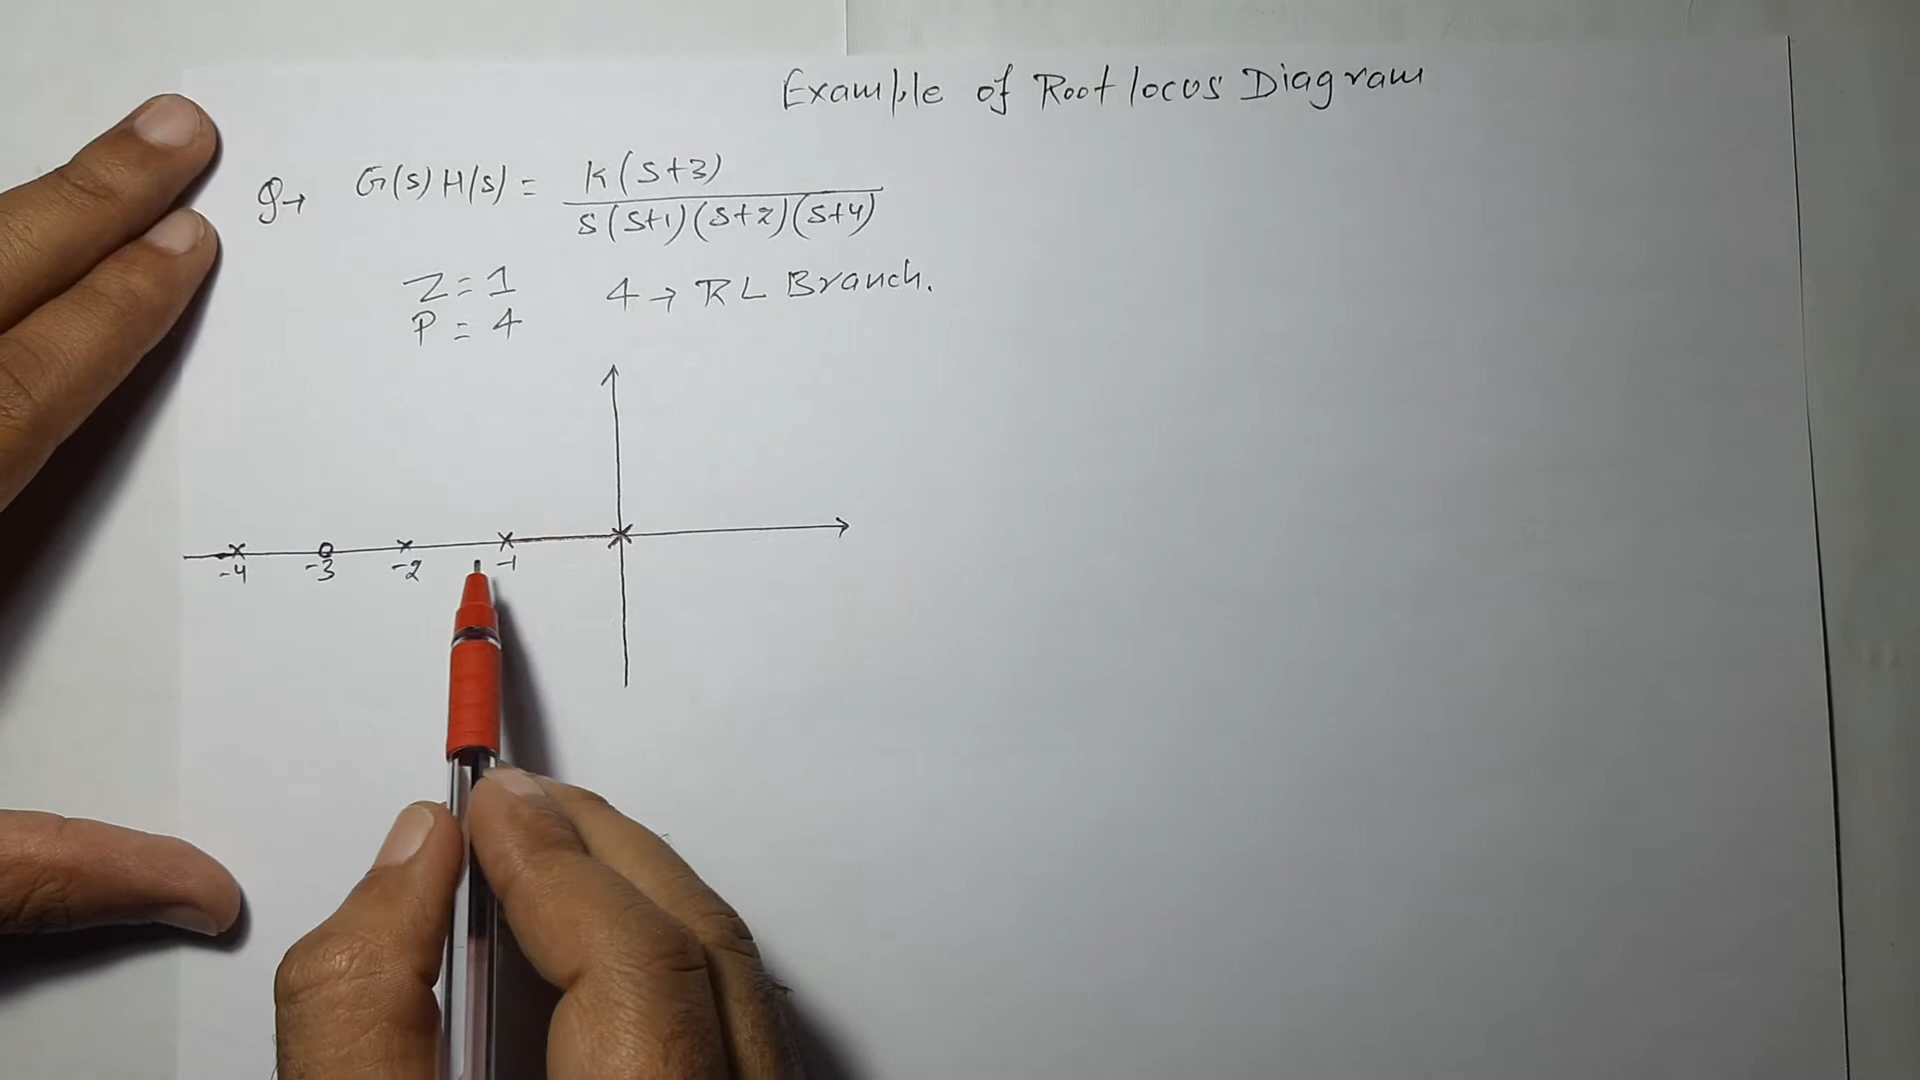 Example of Root locus Diagram
Q→ G(s) H(s) = K(s+3)
s(s+1)(s+2)(s+4)
Z = 1 4 → RL Branch.
P = 4
-4 -3 -2 -1